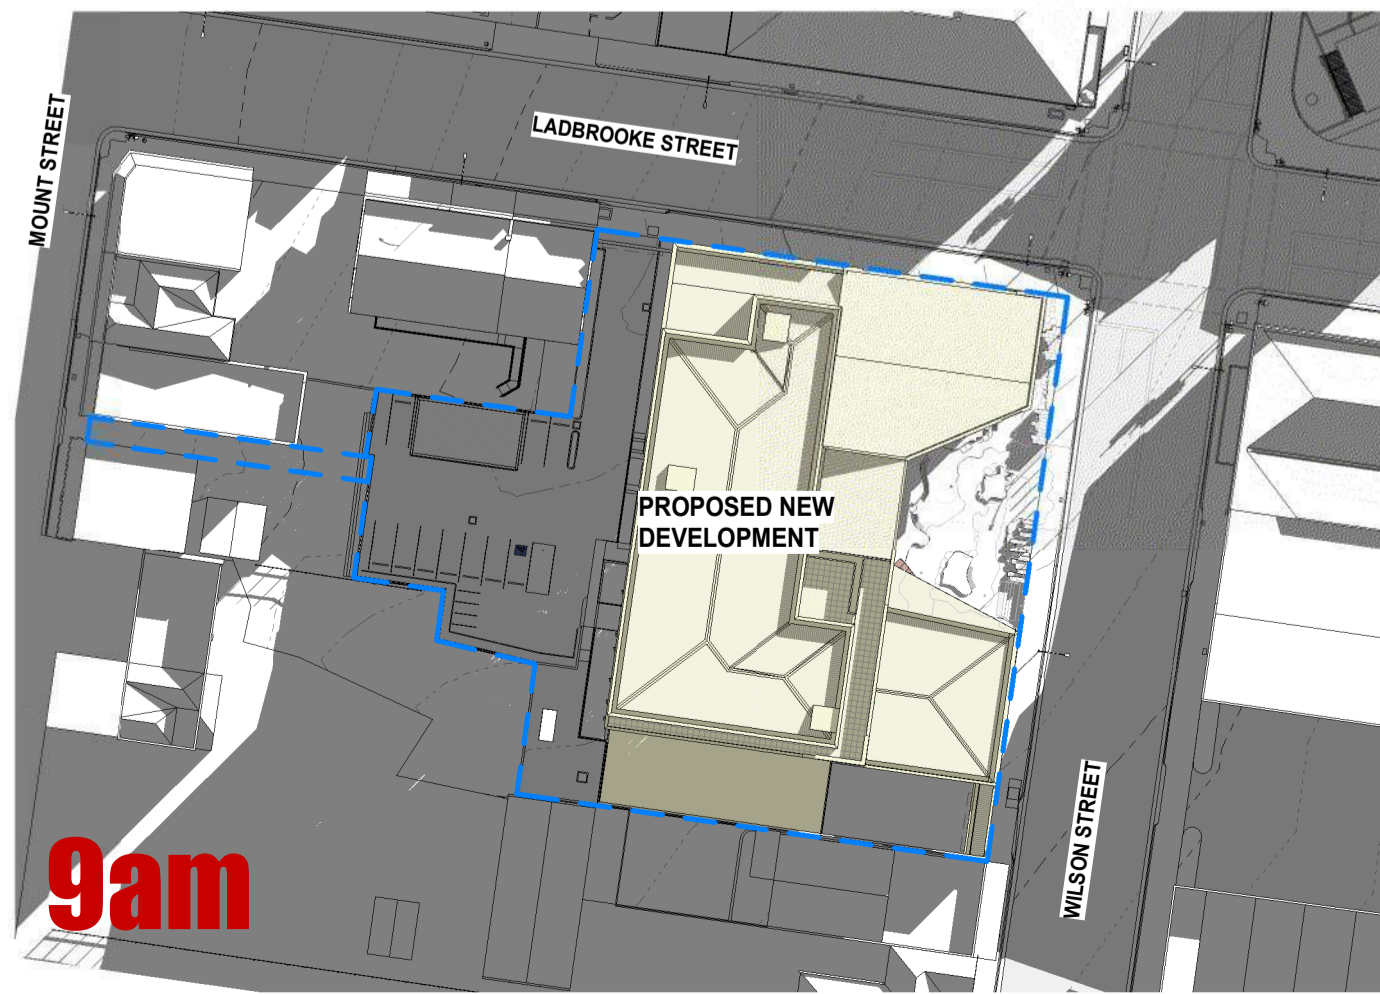 LADBROOKE STREET
MOUNT STREET
PROPOSED NEW
DEVELOPMENT
WILSON STREET
9am